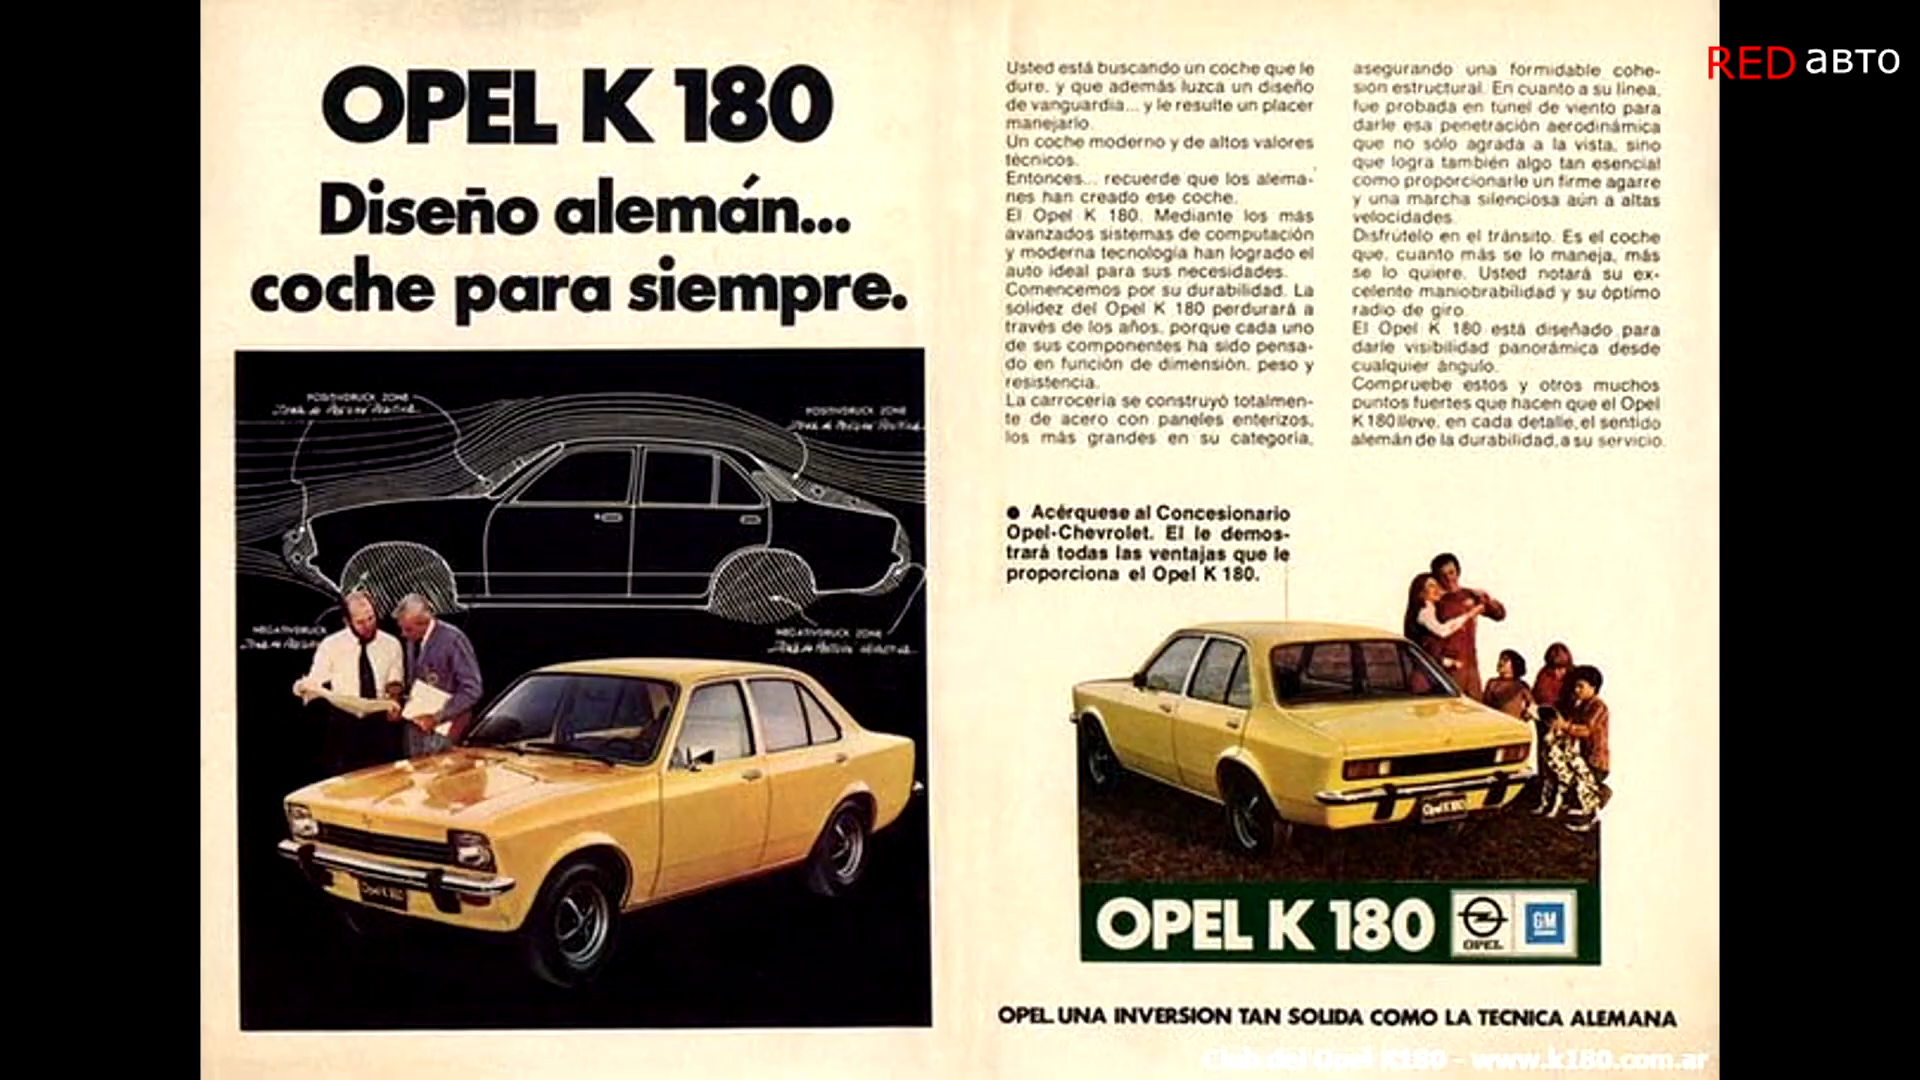 OPEL K 180
Diseño alemán...
coche para siempre.
POSITIVDRUCK ZONE
POSITIVDRUCK ZONE
NEGATIVDRUCK
NEGATIVDRUCK ZONE
Opel K 180
Usted está buscando un coche que le
dure, y que además luzca un diseño
de vanguardia... y le resulte un placer
manejarlo.
Un coche moderno y de altos valores
técnicos.
Entonces... recuerde que los alema-
nes han creado ese coche.
El Opel K 180. Mediante los más
avanzados sistemas de computación
y moderna tecnología han logrado el
auto ideal para sus necesidades.
Comencemos por su durabilidad. La
solidez del Opel K 180 perdurará a
través de los años, porque cada uno
de sus componentes ha sido pensa-
do en función de dimensión, peso y
resistencia.
La carrocería se construyó totalmen-
te de acero con paneles enterizos,
los más grandes en su categoría,
asegurando una formidable cohe-
sión estructural. En cuanto a su línea,
fue probada en túnel de viento para
darle esa penetración aerodinámica
que no sólo agrada a la vista, sino
que logra también algo tan esencial
como proporcionarle un firme agarre
y una marcha silenciosa aún a altas
velocidades.
Disfrútelo en el tránsito. Es el coche
que, cuanto más se lo maneja, más
se lo quiere. Usted notará su ex-
celente maniobrabilidad y su óptimo
radio de giro.
El Opel K 180 está diseñado para
darle visibilidad panorámica desde
cualquier ángulo.
Compruebe estos y otros muchos
puntos fuertes que hacen que el Opel
K 180 lleve, en cada detalle, el sentido
alemán de la durabilidad, a su servicio.
● Acérquese al Concesionario
Opel-Chevrolet. El le demos-
trará todas las ventajas que le
proporciona el Opel K 180.
Opel K 180
OPEL K 180
OPEL
GM
OPEL. UNA INVERSION TAN SOLIDA COMO LA TECNICA ALEMANA
Club del Opel K180 - www.k180.com.ar
RED авто